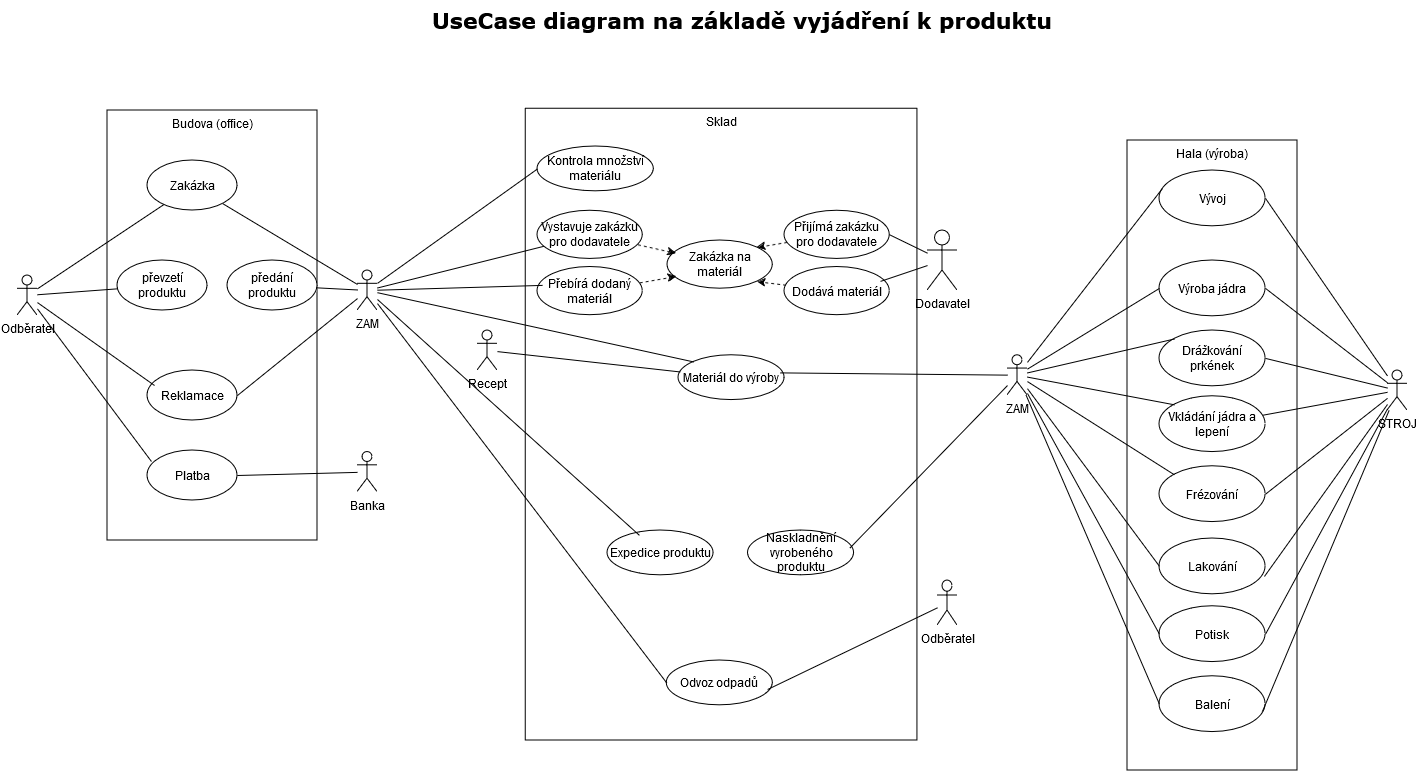 UseCase diagram na základě vyjádření k produktu
Budova (office)
Zakázka
převzetí
produktu
předání
produktu
Reklamace
Platba
Odběratel
ZAM
Banka
Sklad
Kontrola množství
materiálu
Vystavuje zakázku
pro dodavatele
Přebírá dodaný
materiál
Zakázka na
materiál
Přijímá zakázku
pro dodavatele
Dodává materiál
Dodavatel
Recept
Materiál do výroby
Expedice produktu
Naskladnění
vyrobeného
produktu
Odvoz odpadů
Odběratel
ZAM
Hala (výroba)
Vývoj
Výroba jádra
Drážkování
prkének
Vkládání jádra a
lepení
Frézování
Lakování
Potisk
Balení
STROJ